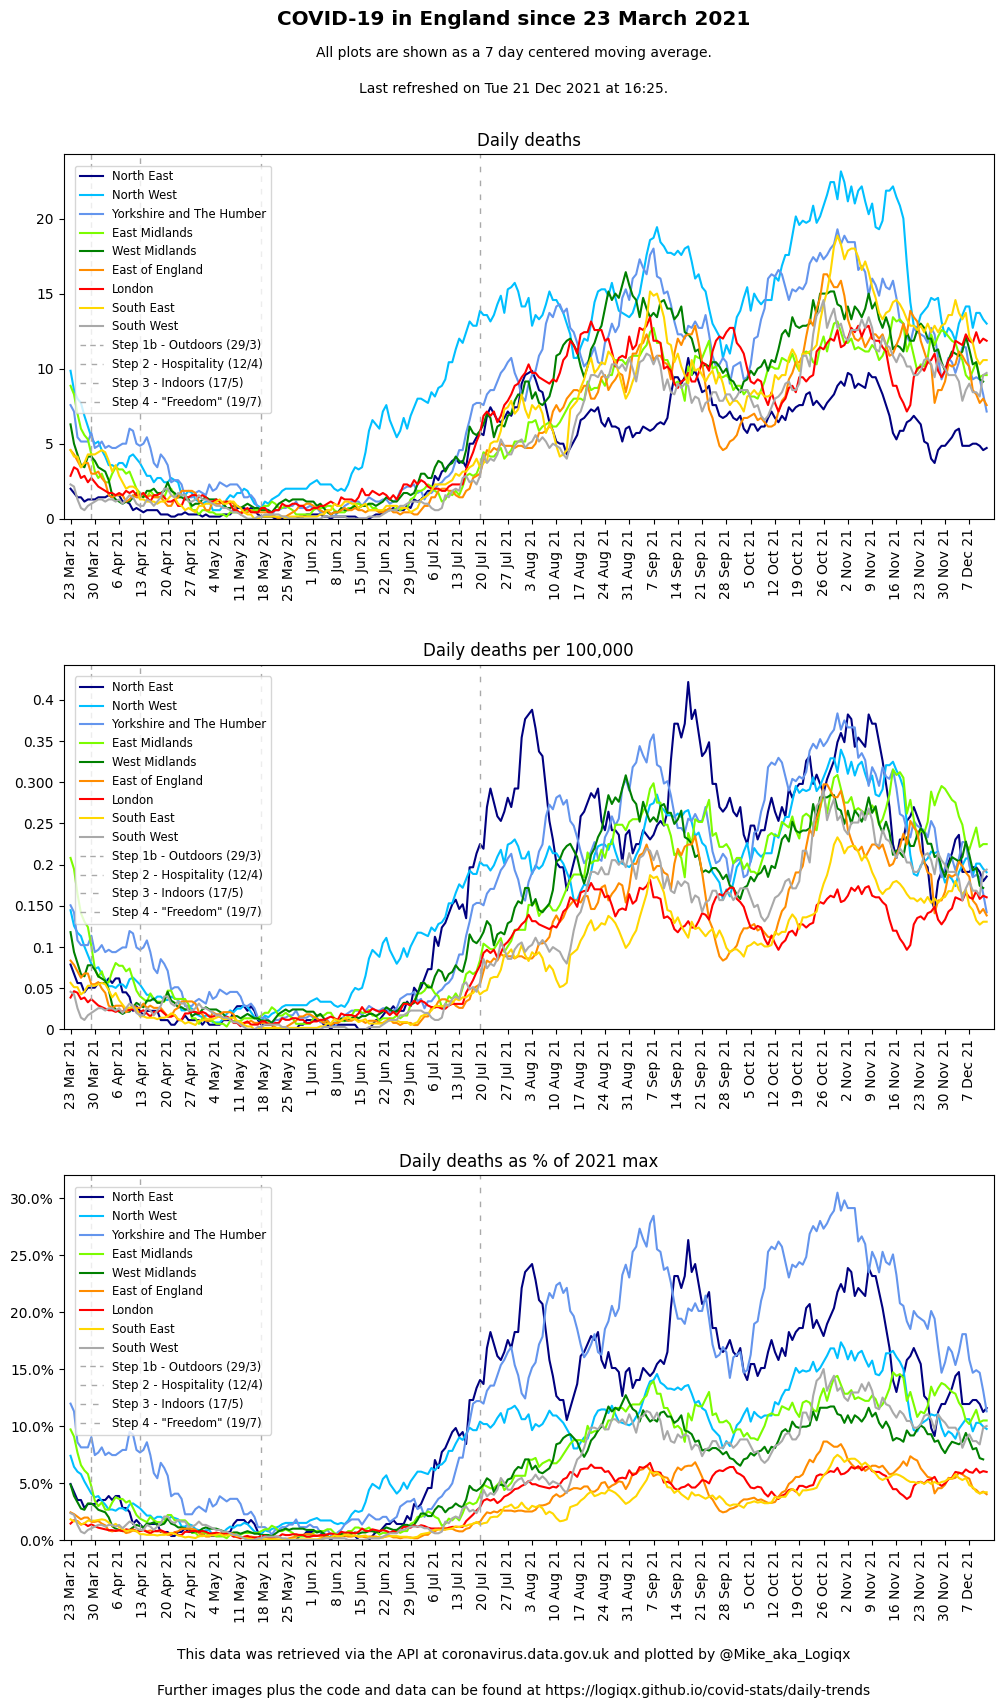 COVID-19 in England since 23 March 2021
All plots are shown as a 7 day centered moving average.
Last refreshed on Tue 21 Dec 2021 at 16:25.
Daily deaths
20
15
10
5
0
North East
North West
Yorkshire and The Humber
East Midlands
West Midlands
East of England
London
South East
South West
Step 1b - Outdoors (29/3)
Step 2 - Hospitality (12/4)
Step 3 - Indoors (17/5)
Step 4 - "Freedom" (19/7)
23 Mar 21
30 Mar 21
6 Apr 21
13 Apr 21
20 Apr 21
27 Apr 21
4 May 21
11 May 21
18 May 21
25 May 21
1 Jun 21
8 Jun 21
15 Jun 21
22 Jun 21
29 Jun 21
6 Jul 21
13 Jul 21
20 Jul 21
27 Jul 21
3 Aug 21
10 Aug 21
17 Aug 21
24 Aug 21
31 Aug 21
7 Sep 21
14 Sep 21
21 Sep 21
28 Sep 21
5 Oct 21
12 Oct 21
19 Oct 21
26 Oct 21
2 Nov 21
9 Nov 21
16 Nov 21
23 Nov 21
30 Nov 21
7 Dec 21
Daily deaths per 100,000
0.4
0.35
0.300
0.25
0.2
0.150
0.1
0.05
0
North East
North West
Yorkshire and The Humber
East Midlands
West Midlands
East of England
London
South East
South West
Step 1b - Outdoors (29/3)
Step 2 - Hospitality (12/4)
Step 3 - Indoors (17/5)
Step 4 - "Freedom" (19/7)
23 Mar 21
30 Mar 21
6 Apr 21
13 Apr 21
20 Apr 21
27 Apr 21
4 May 21
11 May 21
18 May 21
25 May 21
1 Jun 21
8 Jun 21
15 Jun 21
22 Jun 21
29 Jun 21
6 Jul 21
13 Jul 21
20 Jul 21
27 Jul 21
3 Aug 21
10 Aug 21
17 Aug 21
24 Aug 21
31 Aug 21
7 Sep 21
14 Sep 21
21 Sep 21
28 Sep 21
5 Oct 21
12 Oct 21
19 Oct 21
26 Oct 21
2 Nov 21
9 Nov 21
16 Nov 21
23 Nov 21
30 Nov 21
7 Dec 21
Daily deaths as % of 2021 max
30.0%
25.0%
20.0%
15.0%
10.0%
5.0%
0.0%
North East
North West
Yorkshire and The Humber
East Midlands
West Midlands
East of England
London
South East
South West
Step 1b - Outdoors (29/3)
Step 2 - Hospitality (12/4)
Step 3 - Indoors (17/5)
Step 4 - "Freedom" (19/7)
23 Mar 21
30 Mar 21
6 Apr 21
13 Apr 21
20 Apr 21
27 Apr 21
4 May 21
11 May 21
18 May 21
25 May 21
1 Jun 21
8 Jun 21
15 Jun 21
22 Jun 21
29 Jun 21
6 Jul 21
13 Jul 21
20 Jul 21
27 Jul 21
3 Aug 21
10 Aug 21
17 Aug 21
24 Aug 21
31 Aug 21
7 Sep 21
14 Sep 21
21 Sep 21
28 Sep 21
5 Oct 21
12 Oct 21
19 Oct 21
26 Oct 21
2 Nov 21
9 Nov 21
16 Nov 21
23 Nov 21
30 Nov 21
7 Dec 21
This data was retrieved via the API at coronavirus.data.gov.uk and plotted by @Mike_aka_Logiqx
Further images plus the code and data can be found at https://logiqx.github.io/covid-stats/daily-trends